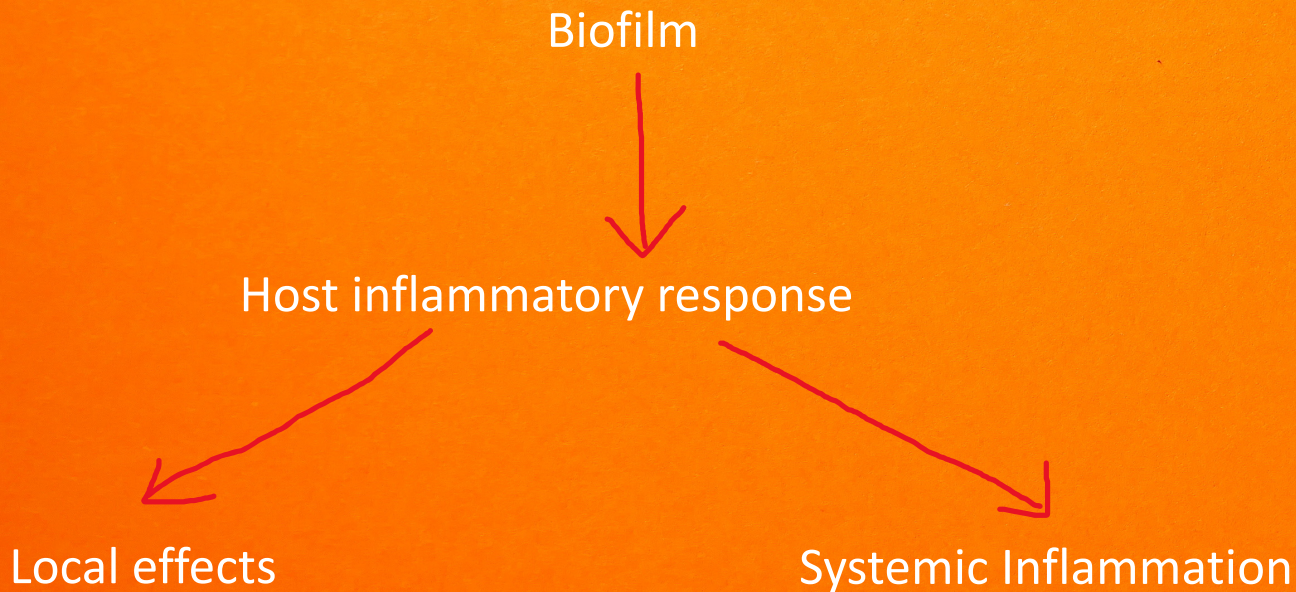 Biofilm
Host inflammatory response
Local effects
Systemic Inflammation